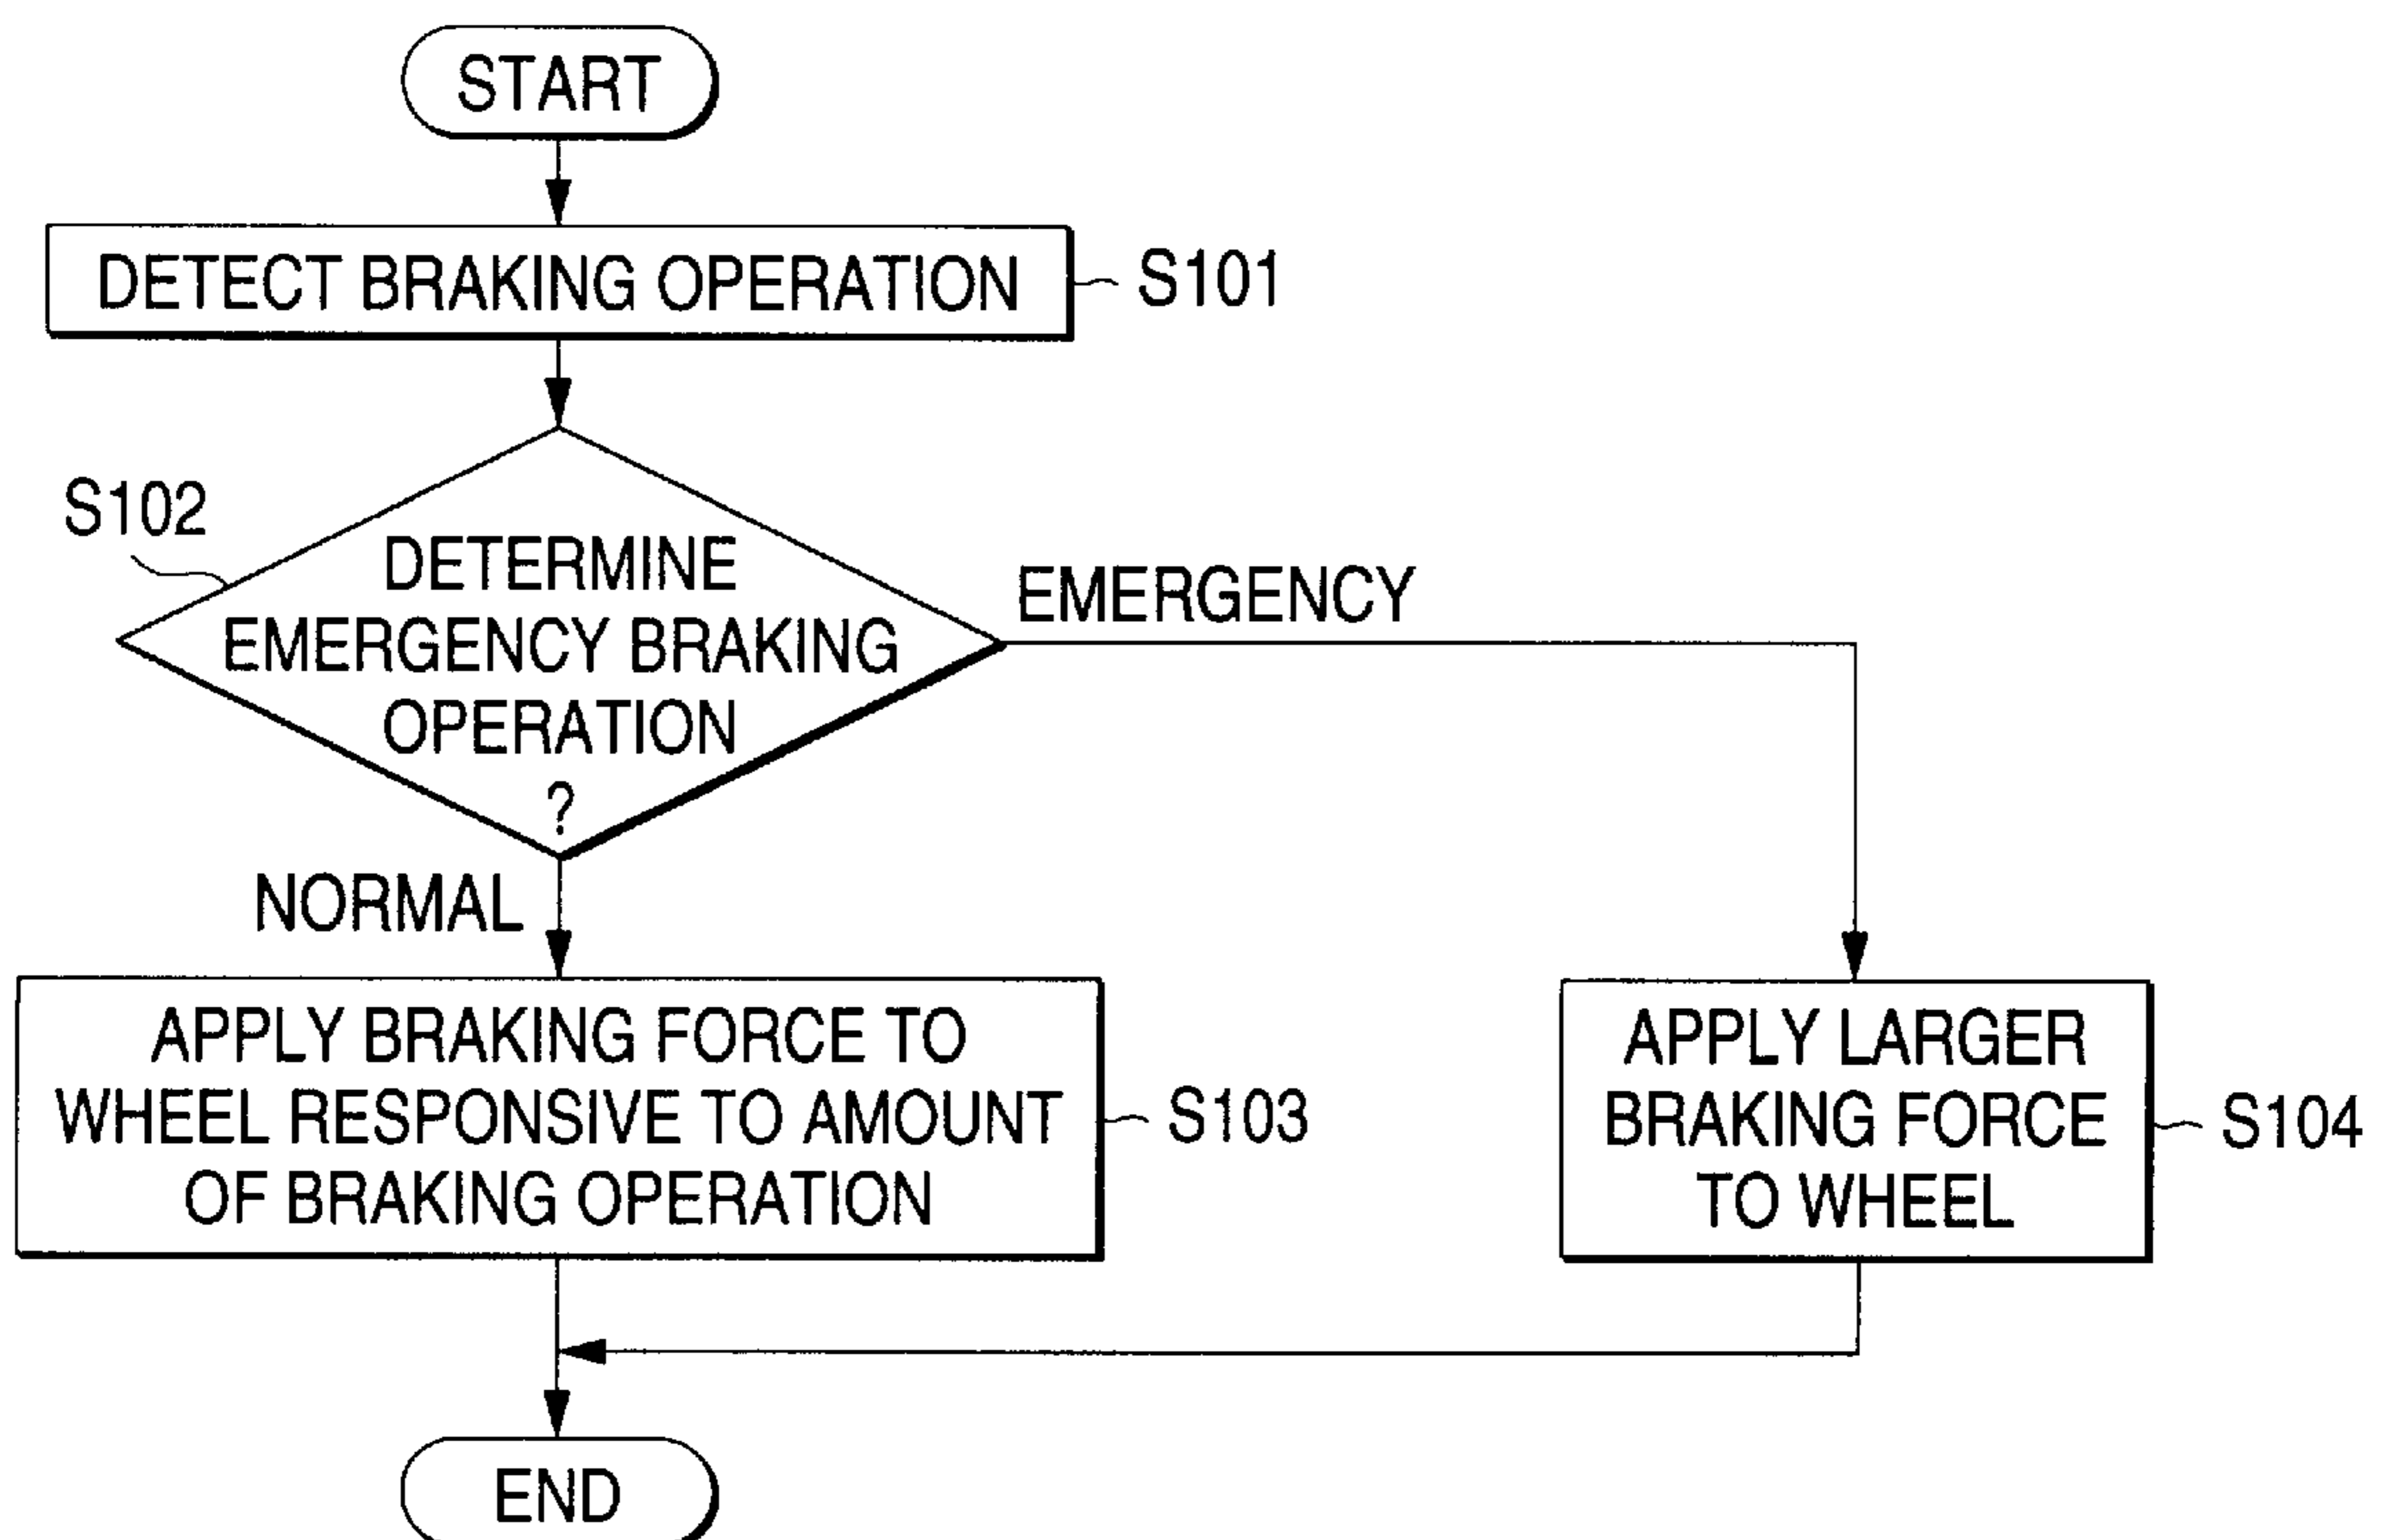 START
DETECT BRAKING OPERATION
S101
S102
DETERMINE
EMERGENCY BRAKING
OPERATION
?
EMERGENCY
NORMAL
APPLY BRAKING FORCE TO
WHEEL RESPONSIVE TO AMOUNT
OF BRAKING OPERATION
S103
APPLY LARGER
BRAKING FORCE
TO WHEEL
S104
END